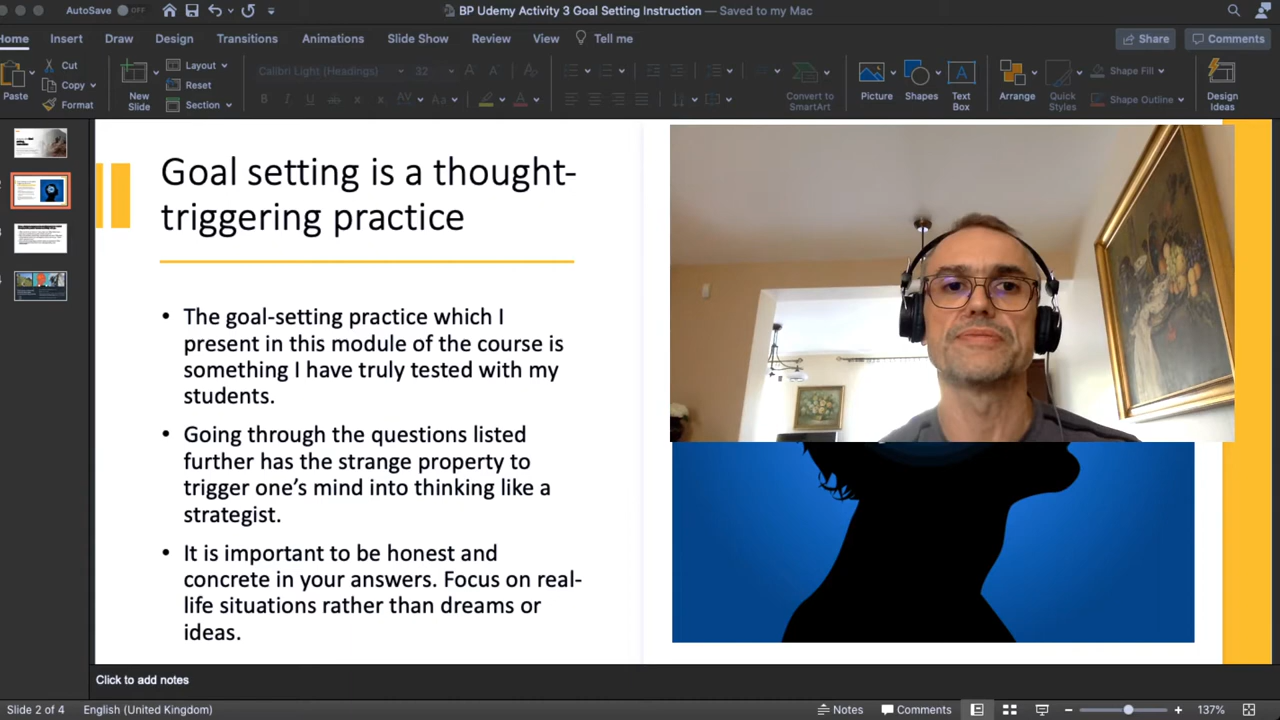 AutoSave OFF
BP Udemy Activity 3 Goal Setting Instruction — Saved to my Mac
Home Insert Draw Design Transitions Animations Slide Show Review View Tell me Share Comments
Paste
Cut
Copy
Format
New Slide
Layout
Reset
Section
Calibri Light (Headings) 32
Convert to SmartArt
Picture
Shapes
Text Box
Arrange
Quick Styles
Shape Fill
Shape Outline
Design Ideas
Goal setting is a thought-
triggering practice
• The goal-setting practice which I
present in this module of the course is
something I have truly tested with my
students.
• Going through the questions listed
further has the strange property to
trigger one’s mind into thinking like a
strategist.
• It is important to be honest and
concrete in your answers. Focus on real-
life situations rather than dreams or
ideas.
Click to add notes
Slide 2 of 4 English (United Kingdom) Notes Comments 137%